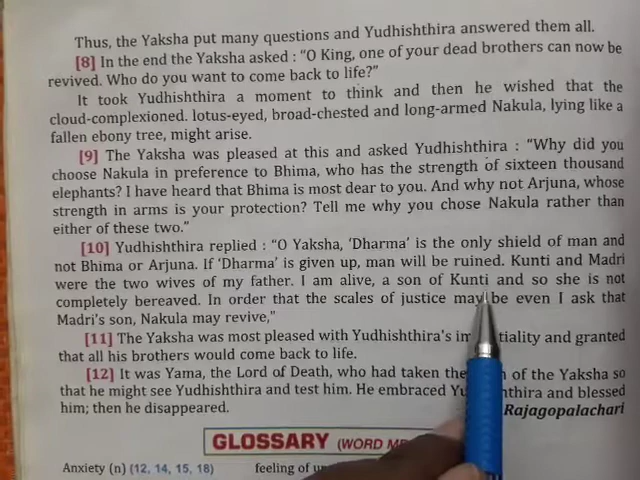 Thus, the Yaksha put many questions and Yudhishthira answered them all.
[8] In the end the Yaksha asked : “O King, one of your dead brothers can now be
revived. Who do you want to come back to life?”
It took Yudhishthira a moment to think and then he wished that the
cloud-complexioned. lotus-eyed, broad-chested and long-armed Nakula, lying like a
fallen ebony tree, might arise.
[9] The Yaksha was pleased at this and asked Yudhishthira : “Why did you
choose Nakula in preference to Bhima, who has the strength of sixteen thousand
elephants? I have heard that Bhima is most dear to you. And why not Arjuna, whose
strength in arms is your protection? Tell me why you chose Nakula rather than
either of these two.”
[10] Yudhishthira replied : “O Yaksha, ‘Dharma’ is the only shield of man and
not Bhima or Arjuna. If ‘Dharma’ is given up, man will be ruined. Kunti and Madri
were the two wives of my father. I am alive, a son of Kunti and so she is not
completely bereaved. In order that the scales of justice may be even I ask that
Madri's son, Nakula may revive,”
[11] The Yaksha was most pleased with Yudhishthira's and granted
that all his brothers would come back to life.
[12] It was Yama, the Lord of Death, who had taken the of the Yaksha so
that he might see Yudhishthira and test him. He embraced and blessed
him; then he disappeared. Rajagopalachari
GLOSSARY (WORD
Anxiety (n) (12, 14, 15, 18) feeling of